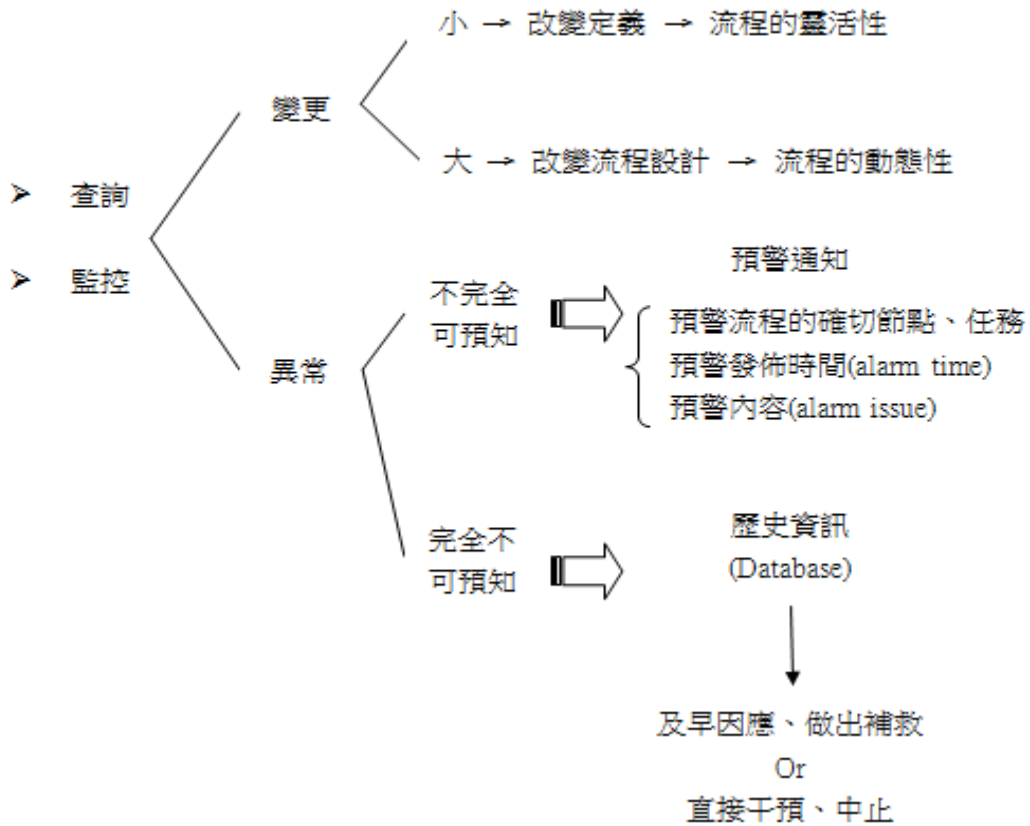 小 → 改變定義 → 流程的靈活性
變更
大 → 改變流程設計 → 流程的動態性
➢ 查詢
➢ 監控
異常
不完全
可預知
預警通知
預警流程的確切節點、任務
預警發佈時間(alarm time)
預警內容(alarm issue)
完全不
可預知
歷史資訊
(Database)
及早因應、做出補救
Or
直接干預、中止